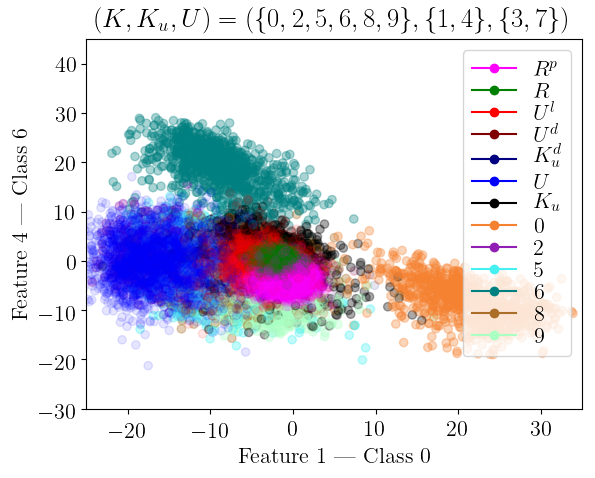 (K, K_u, U) = ({0, 2, 5, 6, 8, 9}, {1, 4}, {3, 7})
Feature 4 — Class 6
40
30
20
10
0
−10
−20
−30
−20
−10
0
10
20
30
Feature 1 — Class 0
R^p
R
U^l
U^d
K_u^d
U
K_u
0
2
5
6
8
9